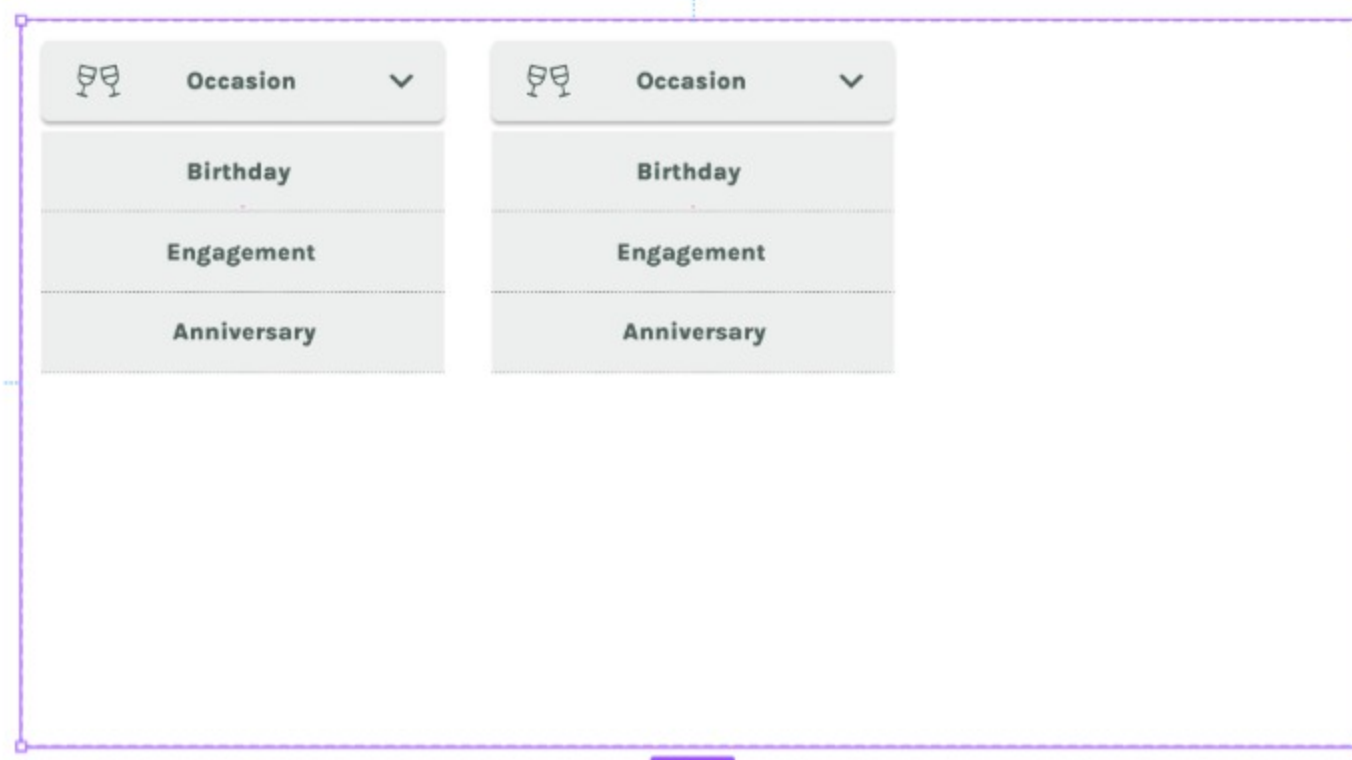 Occasion
Birthday
Engagement
Anniversary
Occasion
Birthday
Engagement
Anniversary